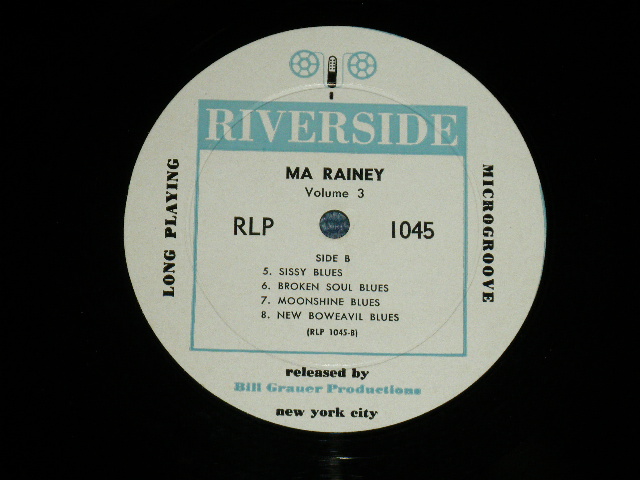 RIVERSIDE
MA RAINEY
Volume 3
RLP 1045
SIDE B
5. SISSY BLUES
6. BROKEN SOUL BLUES
7. MOONSHINE BLUES
8. NEW BOWEAVIL BLUES
(RLP 1045-B)
LONG PLAYING
MICROGROOVE
released by
Bill Grauer Productions
new york city